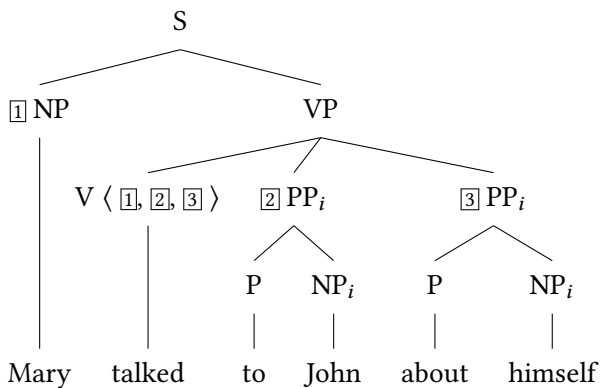 S
1 NP VP
V ⟨ 1, 2, 3 ⟩ 2 PPᵢ 3 PPᵢ
P NPᵢ P NPᵢ
Mary talked to John about himself